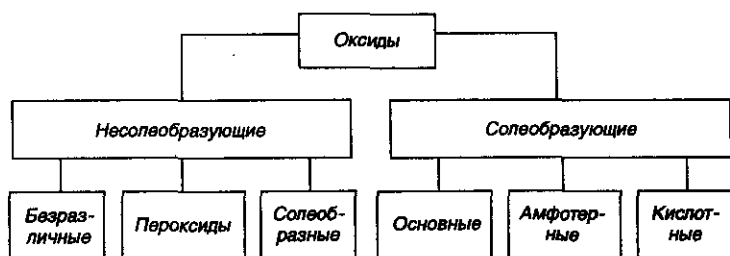 Оксиды
Несолеобразующие
Солеобразующие
Безраз-
личные
Пероксиды
Солеоб-
разные
Основные
Амфотер-
ные
Кислот-
ные